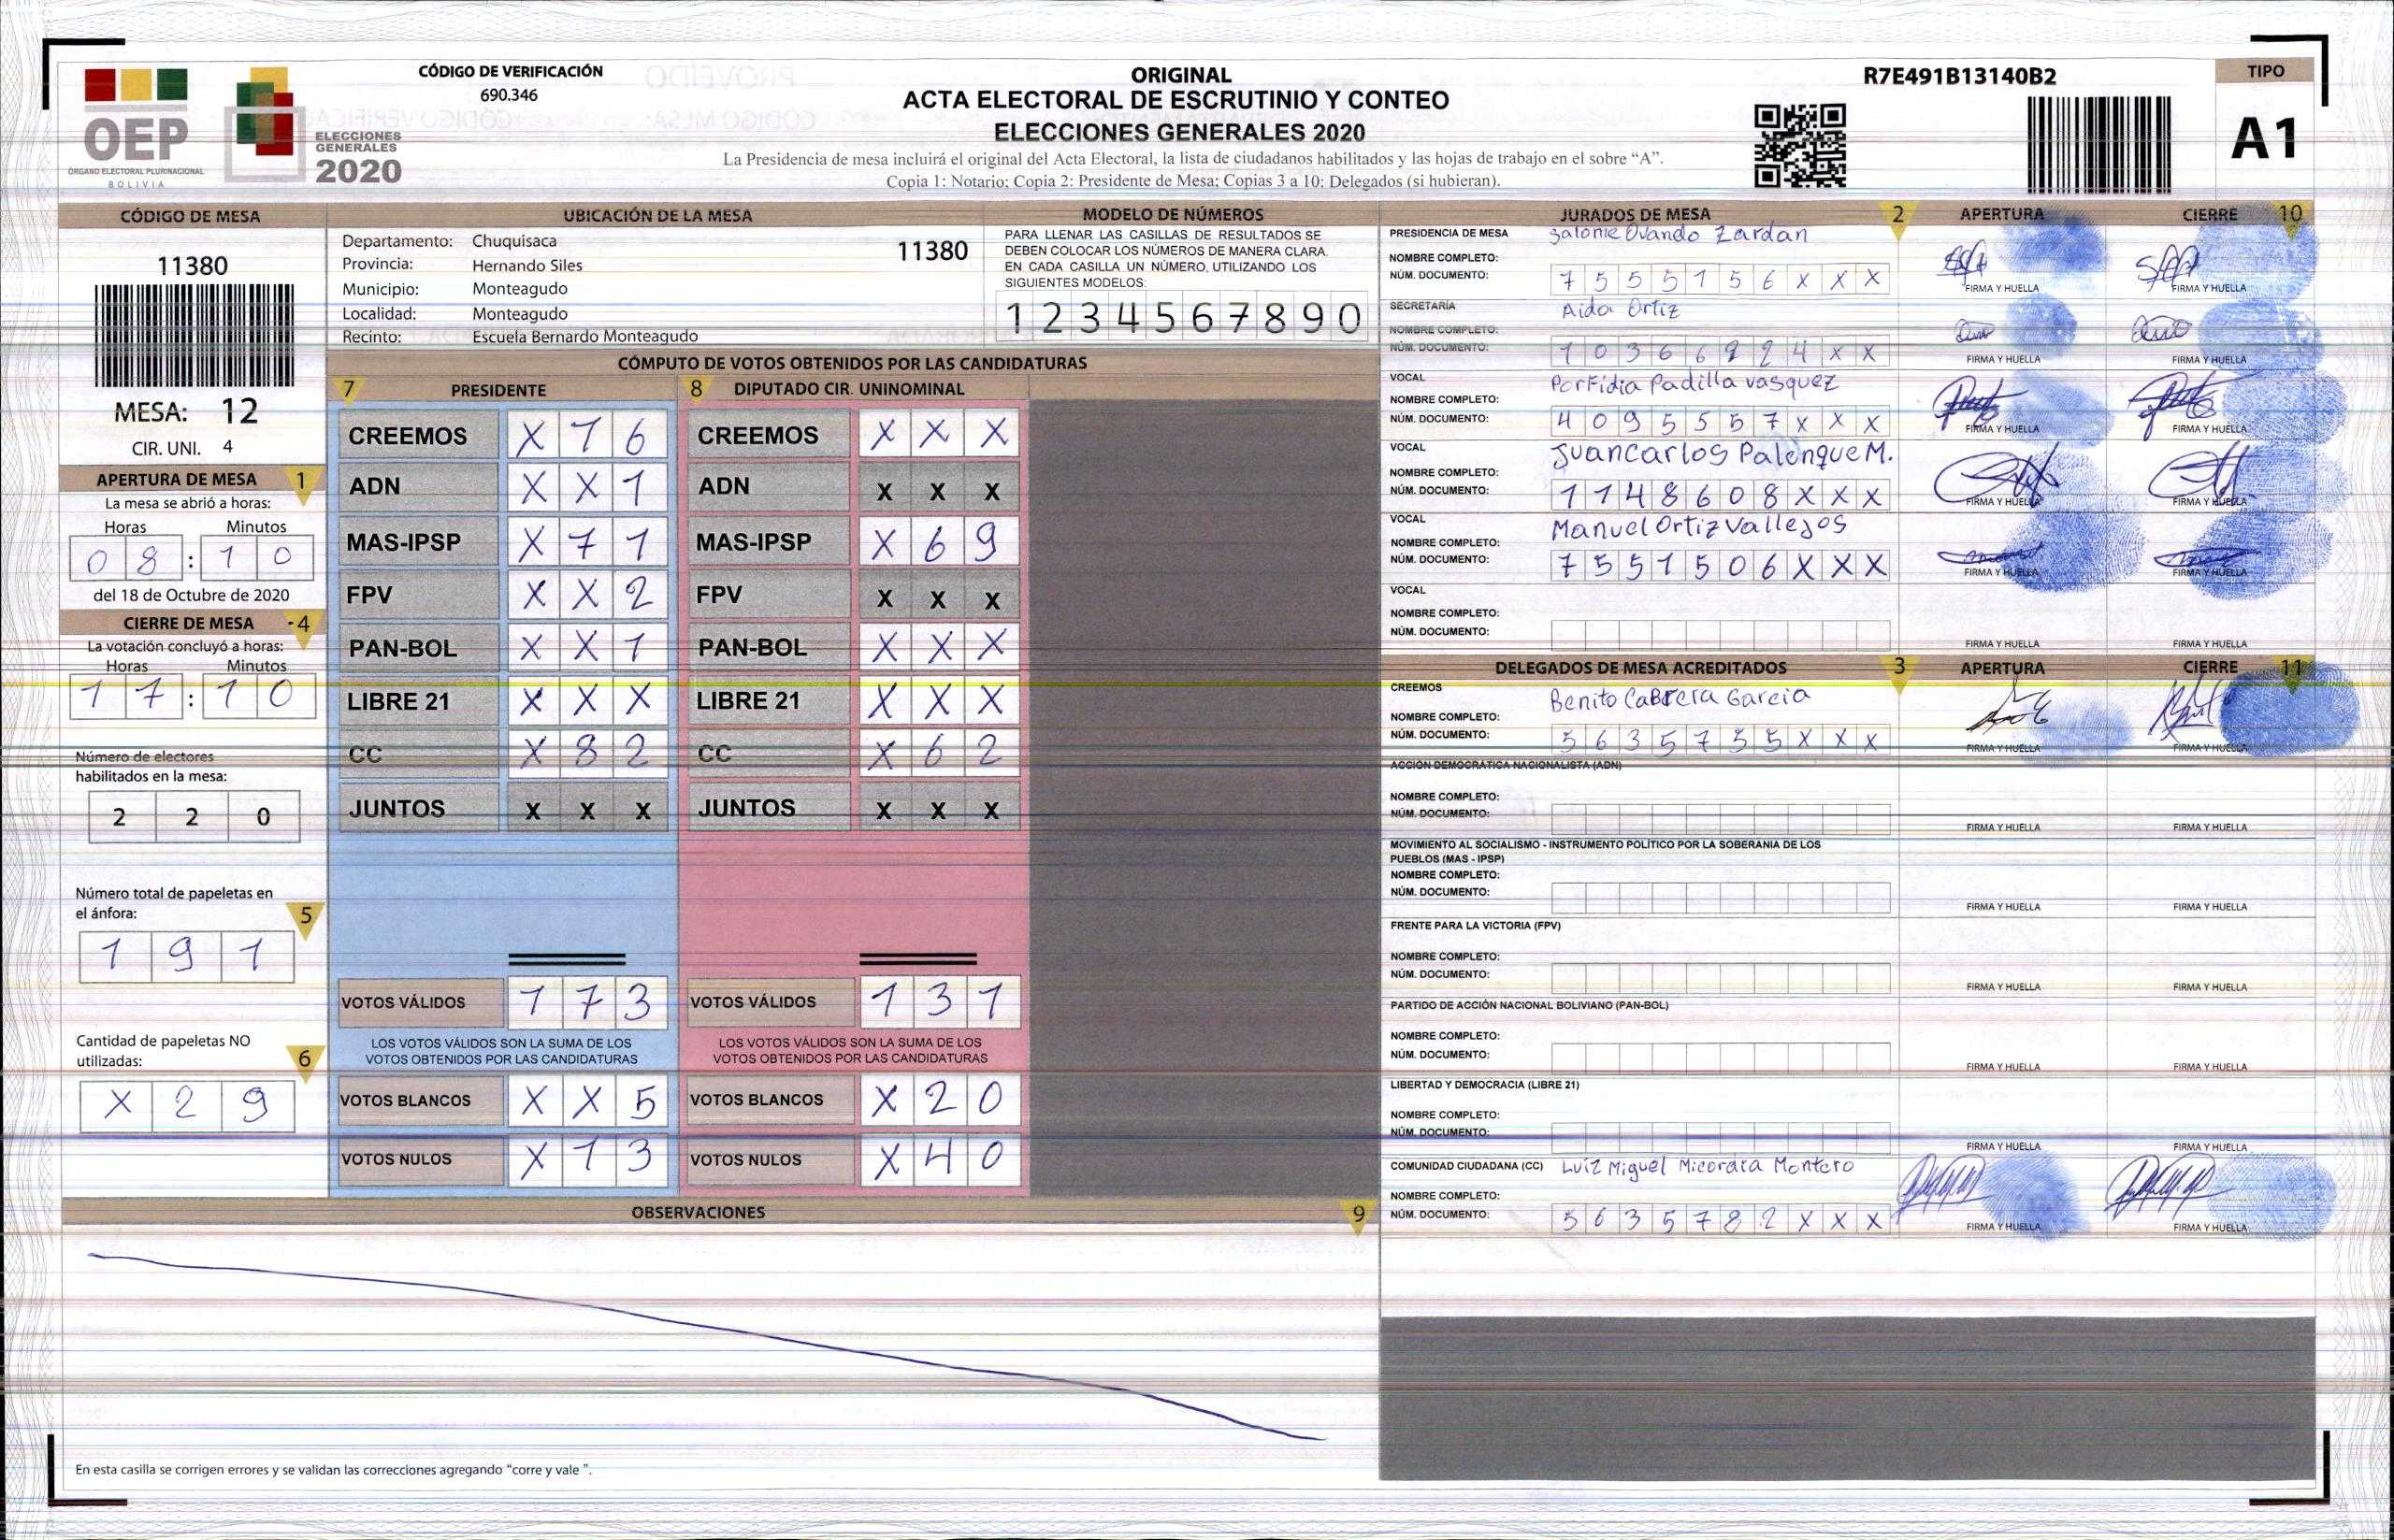 CÓDIGO DE VERIFICACIÓN
690.346
OEP
ÓRGANO ELECTORAL PLURINACIONAL
BOLIVIA
ELECCIONES
GENERALES
2020
ORIGINAL
ACTA ELECTORAL DE ESCRUTINIO Y CONTEO
ELECCIONES GENERALES 2020
La Presidencia de mesa incluirá el original del Acta Electoral, la lista de ciudadanos habilitados y las hojas de trabajo en el sobre “A”.
Copia 1: Notario; Copia 2: Presidente de Mesa; Copias 3 a 10: Delegados (si hubieran).
R7E491B13140B2
TIPO
A1
CÓDIGO DE MESA
11380
MESA: 12
CIR. UNI. 4
APERTURA DE MESA 1
La mesa se abrió a horas:
Horas Minutos
0 8 : 1 0
del 18 de Octubre de 2020
CIERRE DE MESA 4
La votación concluyó a horas:
Horas Minutos
1 7 : 1 0
Número de electores
habilitados en la mesa:
2 2 0
Número total de papeletas en
el ánfora: 5
1 9 1
Cantidad de papeletas NO
utilizadas: 6
X 2 9
UBICACIÓN DE LA MESA
Departamento: Chuquisaca 11380
Provincia: Hernando Siles
Municipio: Monteagudo
Localidad: Monteagudo
Recinto: Escuela Bernardo Monteagudo
MODELO DE NÚMEROS
PARA LLENAR LAS CASILLAS DE RESULTADOS SE
DEBEN COLOCAR LOS NÚMEROS DE MANERA CLARA.
EN CADA CASILLA UN NÚMERO, UTILIZANDO LOS
SIGUIENTES MODELOS:
1 2 3 4 5 6 7 8 9 0
CÓMPUTO DE VOTOS OBTENIDOS POR LAS CANDIDATURAS
7 PRESIDENTE 8 DIPUTADO CIR. UNINOMINAL
CREEMOS X 1 6 CREEMOS X X X
ADN X X 1 ADN X X X
MAS-IPSP X 7 1 MAS-IPSP X 6 9
FPV X X 2 FPV X X X
PAN-BOL X X 1 PAN-BOL X X X
LIBRE 21 X X X LIBRE 21 X X X
CC X 8 2 CC X 6 2
JUNTOS X X X JUNTOS X X X
VOTOS VÁLIDOS 1 7 3 VOTOS VÁLIDOS 1 3 1
LOS VOTOS VÁLIDOS SON LA SUMA DE LOS LOS VOTOS VÁLIDOS SON LA SUMA DE LOS
VOTOS OBTENIDOS POR LAS CANDIDATURAS VOTOS OBTENIDOS POR LAS CANDIDATURAS
VOTOS BLANCOS X X 5 VOTOS BLANCOS X 2 0
VOTOS NULOS X 1 3 VOTOS NULOS X 4 0
OBSERVACIONES 9
En esta casilla se corrigen errores y se validan las correcciones agregando “corre y vale ”.
JURADOS DE MESA 2 APERTURA CIERRE 10
PRESIDENCIA DE MESA Ovando Zardan
NOMBRE COMPLETO:
NÚM. DOCUMENTO: 7 5 5 5 1 5 6 X X X
FIRMA Y HUELLA FIRMA Y HUELLA
SECRETARÍA Aida Ortiz
NOMBRE COMPLETO:
NÚM. DOCUMENTO:
FIRMA Y HUELLA FIRMA Y HUELLA
VOCAL Porfidia Padilla vasquez
NOMBRE COMPLETO:
NÚM. DOCUMENTO: 4 0 9 5 5 5 7 X X X
FIRMA Y HUELLA FIRMA Y HUELLA
VOCAL Juan Carlos Palenque M.
NOMBRE COMPLETO:
NÚM. DOCUMENTO: 1 1 4 8 6 0 8 X X X
FIRMA Y HUELLA FIRMA Y HUELLA
VOCAL Manuel Ortiz Vallejos
NOMBRE COMPLETO:
NÚM. DOCUMENTO: 7 5 5 1 5 0 6 X X X
FIRMA Y HUELLA FIRMA Y HUELLA
VOCAL
NOMBRE COMPLETO:
NÚM. DOCUMENTO:
FIRMA Y HUELLA FIRMA Y HUELLA
DELEGADOS DE MESA ACREDITADOS 3 APERTURA CIERRE 11
CREEMOS Benito Cabrera Garcia
NOMBRE COMPLETO:
NÚM. DOCUMENTO: 5 6 3 5 7 3 5 X X X
FIRMA Y HUELLA FIRMA Y HUELLA
ACCIÓN DEMOCRÁTICA NACIONALISTA (ADN)
NOMBRE COMPLETO:
NÚM. DOCUMENTO:
FIRMA Y HUELLA FIRMA Y HUELLA
MOVIMIENTO AL SOCIALISMO - INSTRUMENTO POLÍTICO POR LA SOBERANIA DE LOS
PUEBLOS (MAS - IPSP)
NOMBRE COMPLETO:
NÚM. DOCUMENTO:
FIRMA Y HUELLA FIRMA Y HUELLA
FRENTE PARA LA VICTORIA (FPV)
NOMBRE COMPLETO:
NÚM. DOCUMENTO:
FIRMA Y HUELLA FIRMA Y HUELLA
PARTIDO DE ACCIÓN NACIONAL BOLIVIANO (PAN-BOL)
NOMBRE COMPLETO:
NÚM. DOCUMENTO:
FIRMA Y HUELLA FIRMA Y HUELLA
LIBERTAD Y DEMOCRACIA (LIBRE 21)
NOMBRE COMPLETO:
NÚM. DOCUMENTO:
FIRMA Y HUELLA FIRMA Y HUELLA
COMUNIDAD CIUDADANA (CC) Luiz Miguel Montero
NOMBRE COMPLETO:
NÚM. DOCUMENTO: 5 6 3 5 7 8 2 X X X
FIRMA Y HUELLA FIRMA Y HUELLA